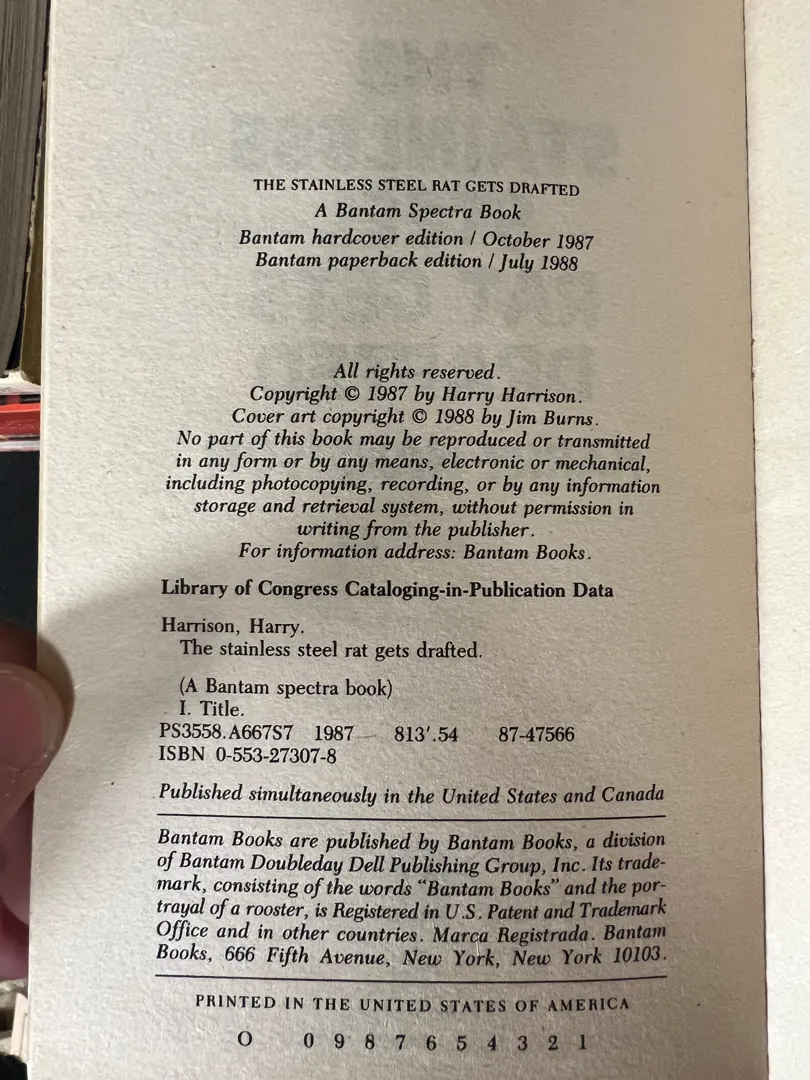 THE STAINLESS STEEL RAT GETS DRAFTED
A Bantam Spectra Book
Bantam hardcover edition / October 1987
Bantam paperback edition / July 1988
All rights reserved.
Copyright © 1987 by Harry Harrison.
Cover art copyright © 1988 by Jim Burns.
No part of this book may be reproduced or transmitted
in any form or by any means, electronic or mechanical,
including photocopying, recording, or by any information
storage and retrieval system, without permission in
writing from the publisher.
For information address: Bantam Books.
Library of Congress Cataloging-in-Publication Data
Harrison, Harry.
The stainless steel rat gets drafted.
(A Bantam spectra book)
I. Title.
PS3558.A667S7 1987 813'.54 87-47566
ISBN 0-553-27307-8
Published simultaneously in the United States and Canada
Bantam Books are published by Bantam Books, a division
of Bantam Doubleday Dell Publishing Group, Inc. Its trade-
mark, consisting of the words "Bantam Books" and the por-
trayal of a rooster, is Registered in U.S. Patent and Trademark
Office and in other countries. Marca Registrada. Bantam
Books, 666 Fifth Avenue, New York, New York 10103.
PRINTED IN THE UNITED STATES OF AMERICA
O 0 9 8 7 6 5 4 3 2 1